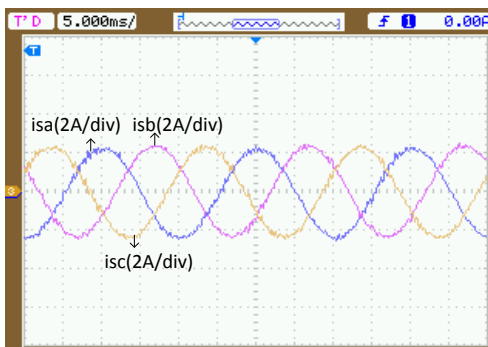 T'D 5.000ms/ 1 0.00A
T
isa(2A/div) isb(2A/div)
3
isc(2A/div)